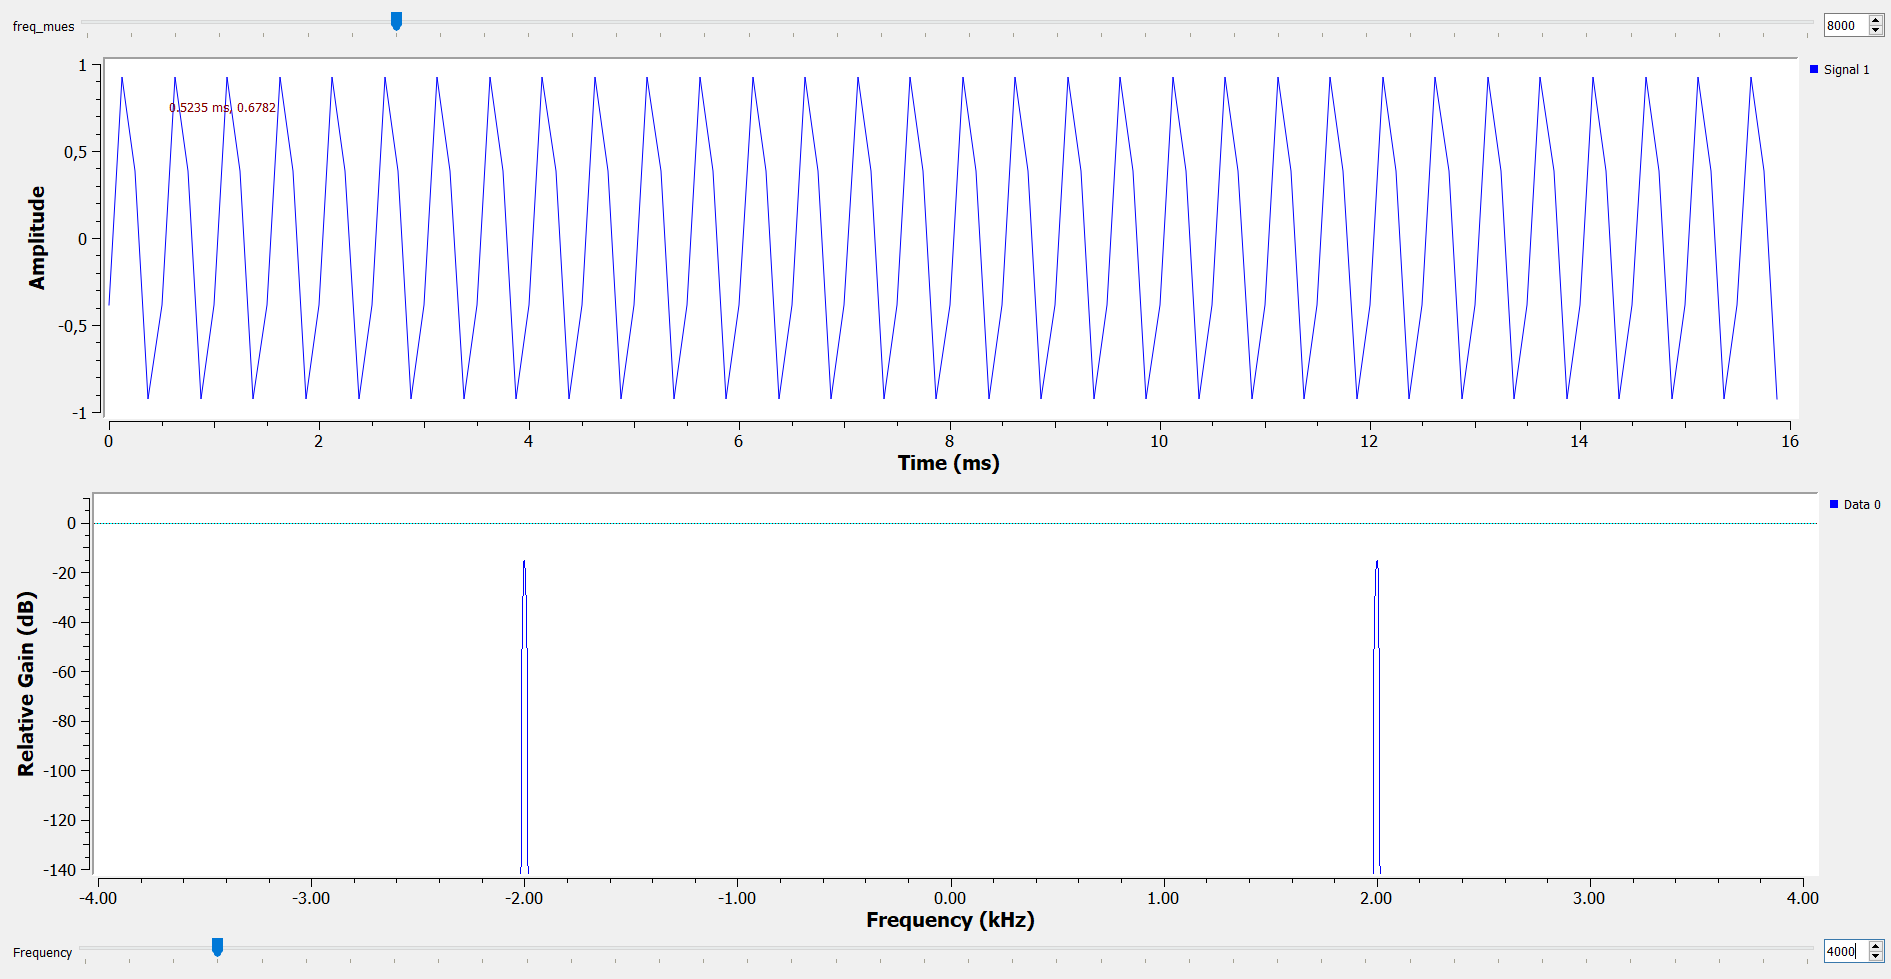 freq_mues
8000
1
0,5
0
-0,5
-1
Amplitude
0.5235 ms, 0.6782
Signal 1
0 2 4 6 8 10 12 14 16
Time (ms)
0
-20
-40
-60
-80
-100
-120
-140
Relative Gain (dB)
Data 0
-4.00 -3.00 -2.00 -1.00 0.00 1.00 2.00 3.00 4.00
Frequency (kHz)
Frequency
4000